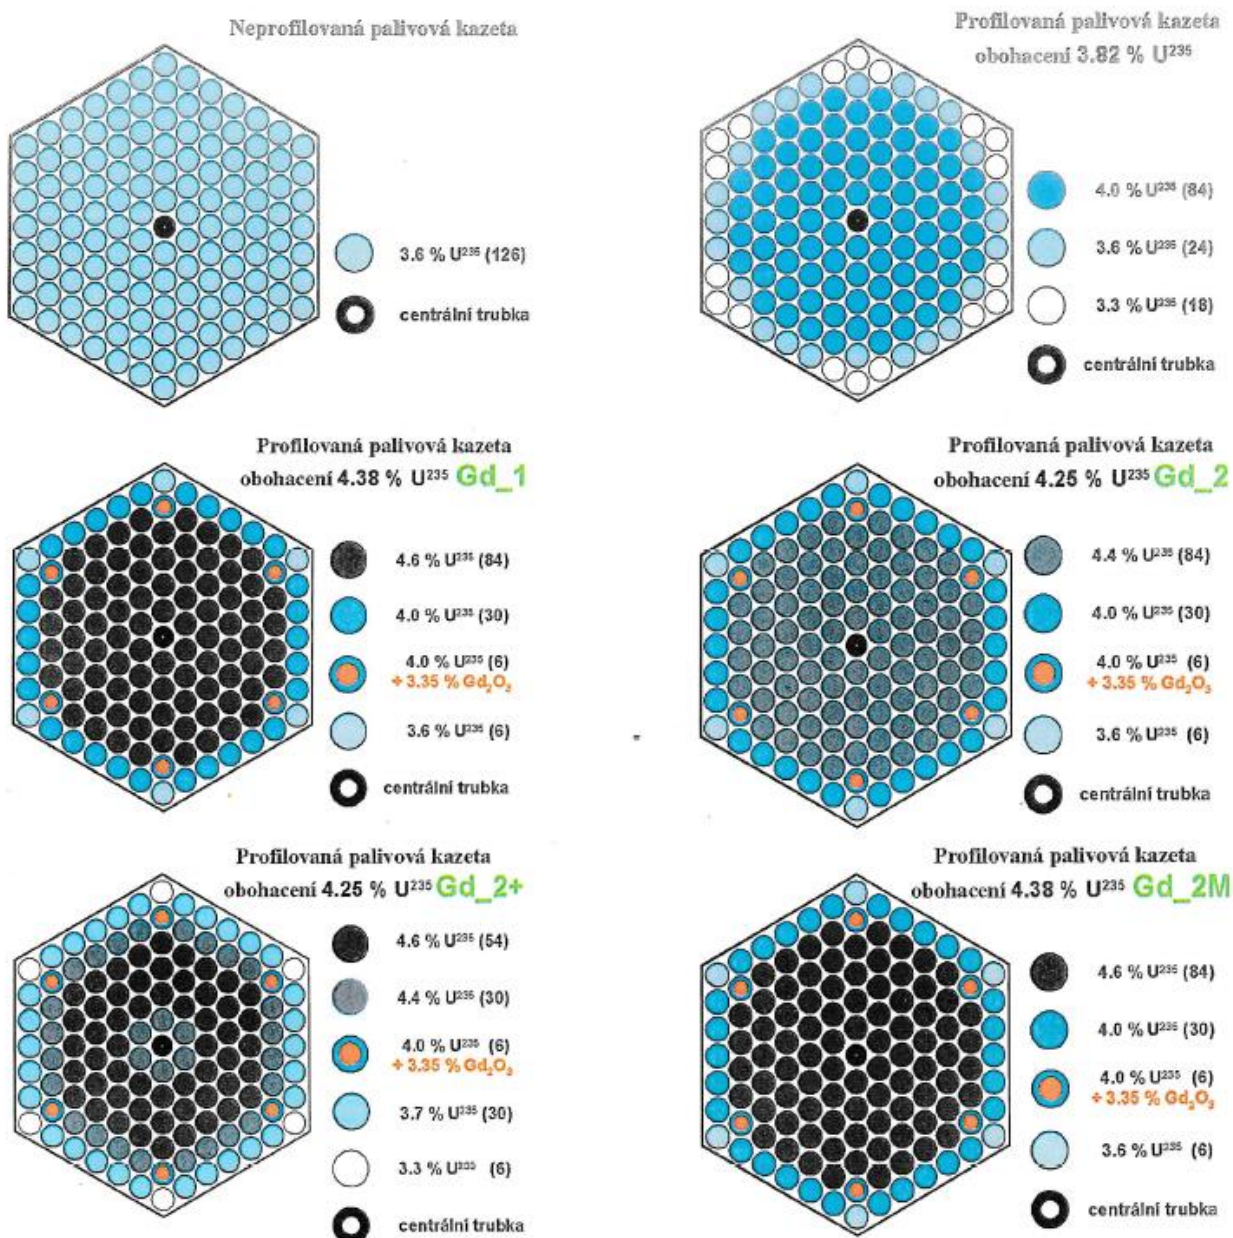 Neprofilovaná palivová kazeta
3.6 % U²³⁵ (126)
centrální trubka
Profilovaná palivová kazeta
obohacení 3.82 % U²³⁵
4.0 % U²³⁵ (84)
3.6 % U²³⁵ (24)
3.3 % U²³⁵ (18)
centrální trubka
Profilovaná palivová kazeta
obohacení 4.38 % U²³⁵ Gd_1
4.6 % U²³⁵ (84)
4.0 % U²³⁵ (30)
4.0 % U²³⁵ (6)
+ 3.35 % Gd₂O₃
3.6 % U²³⁵ (6)
centrální trubka
Profilovaná palivová kazeta
obohacení 4.25 % U²³⁵ Gd_2
4.4 % U²³⁵ (84)
4.0 % U²³⁵ (30)
4.0 % U²³⁵ (6)
+ 3.35 % Gd₂O₃
3.6 % U²³⁵ (6)
centrální trubka
Profilovaná palivová kazeta
obohacení 4.25 % U²³⁵ Gd_2+
4.6 % U²³⁵ (54)
4.4 % U²³⁵ (30)
4.0 % U²³⁵ (6)
+ 3.35 % Gd₂O₃
3.7 % U²³⁵ (30)
3.3 % U²³⁵ (6)
centrální trubka
Profilovaná palivová kazeta
obohacení 4.38 % U²³⁵ Gd_2M
4.6 % U²³⁵ (84)
4.0 % U²³⁵ (30)
4.0 % U²³⁵ (6)
+ 3.35 % Gd₂O₃
3.6 % U²³⁵ (6)
centrální trubka